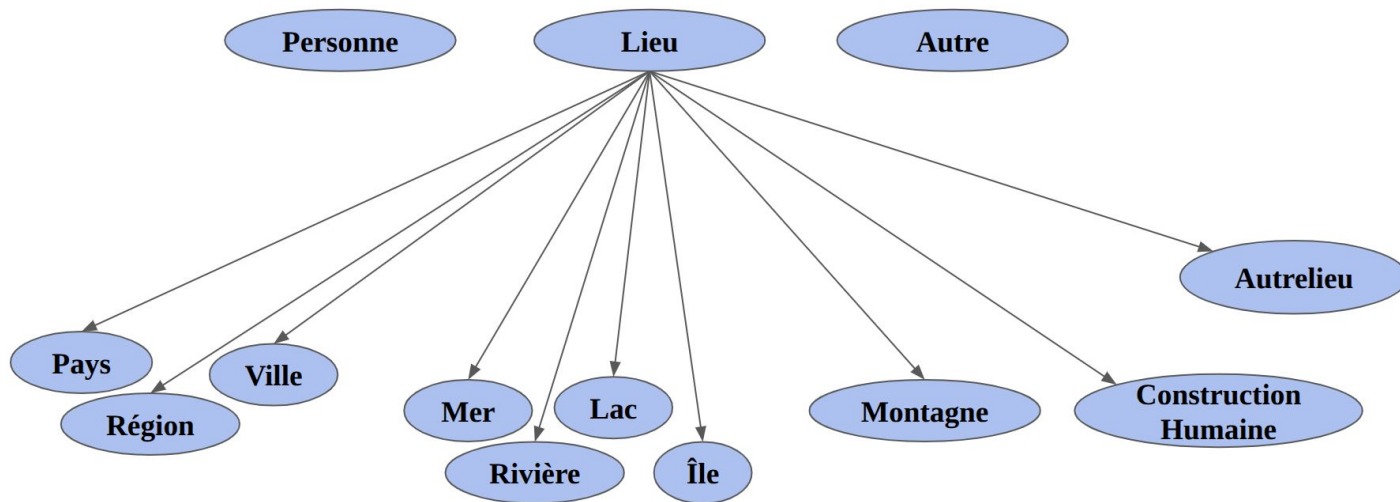 Personne
Lieu
Autre
Autrelieu
Pays
Ville
Région
Mer
Lac
Rivière
Île
Montagne
Construction
Humaine